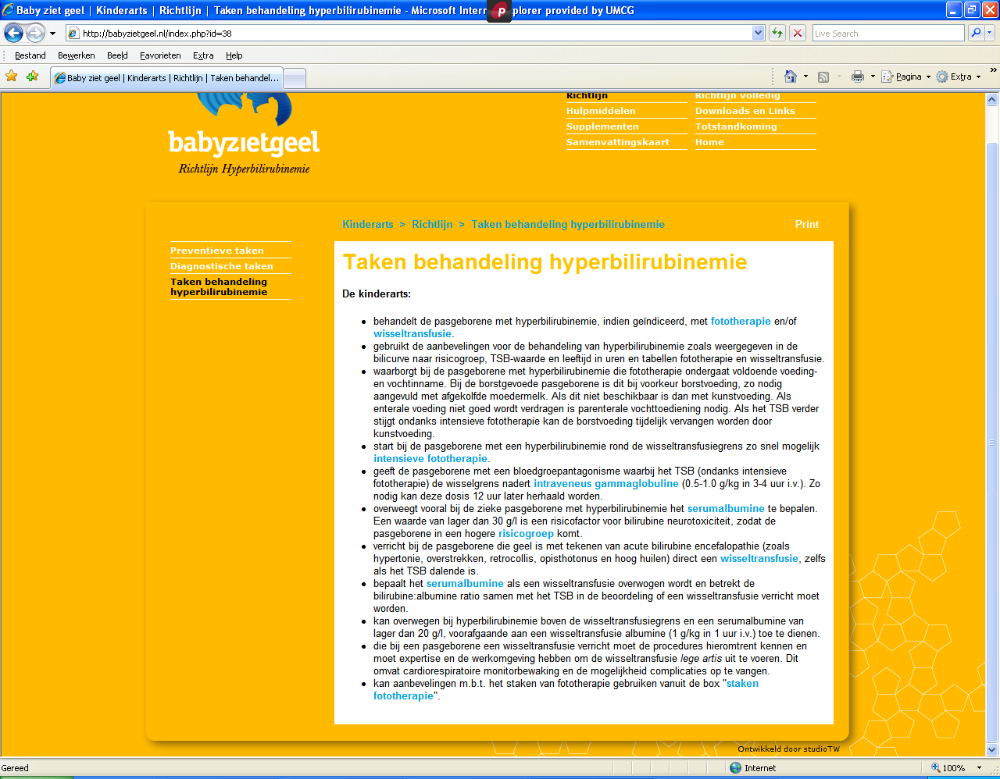 Baby ziet geel | Kinderarts | Richtlijn | Taken behandeling hyperbilirubinemie - Microsoft Intern plorer provided by UMCG
http://babyzietgeel.nl/index.php?id=38
Live Search
Bestand Bewerken Beeld Favorieten Extra Help
Baby ziet geel | Kinderarts | Richtlijn | Taken behandel...
Pagina Extra
Richtlijn Richtlijn volledig
Hulpmiddelen Downloads en Links
Supplementen Totstandkoming
Samenvattingskaart Home
babyzietgeel
Richtlijn Hyperbilirubinemie
Kinderarts > Richtlijn > Taken behandeling hyperbilirubinemie Print
Preventieve taken
Diagnostische taken
Taken behandeling
hyperbilirubinemie
Taken behandeling hyperbilirubinemie
De kinderarts:
• behandelt de pasgeborene met hyperbilirubinemie, indien geïndiceerd, met fototherapie en/of
wisseltransfusie.
• gebruikt de aanbevelingen voor de behandeling van hyperbilirubinemie zoals weergegeven in de
bilicurve naar risicogroep, TSB-waarde en leeftijd in uren en tabellen fototherapie en wisseltransfusie.
• waarborgt bij de pasgeborene met hyperbilirubinemie die fototherapie ondergaat voldoende voeding-
en vochtinname. Bij de borstgevoede pasgeborene is dit bij voorkeur borstvoeding, zo nodig
aangevuld met afgekolfde moedermelk. Als dit niet beschikbaar is dan met kunstvoeding. Als
enterale voeding niet goed wordt verdragen is parenterale vochttoediening nodig. Als het TSB verder
stijgt ondanks intensieve fototherapie kan de borstvoeding tijdelijk vervangen worden door
kunstvoeding.
• start bij de pasgeborene met een hyperbilirubinemie rond de wisseltransfusiegrens zo snel mogelijk
intensieve fototherapie.
• geeft de pasgeborene met een bloedgroepantagonisme waarbij het TSB (ondanks intensieve
fototherapie) de wisselgrens nadert intraveneus gammaglobuline (0.5-1.0 g/kg in 3-4 uur i.v.). Zo
nodig kan deze dosis 12 uur later herhaald worden.
• overweegt vooral bij de zieke pasgeborene met hyperbilirubinemie het serumalbumine te bepalen.
Een waarde van lager dan 30 g/l is een risicofactor voor bilirubine neurotoxiciteit, zodat de
pasgeborene in een hogere risicogroep komt.
• verricht bij de pasgeborene die geel is met tekenen van acute bilirubine encefalopathie (zoals
hypertonie, overstrekken, retrocollis, opisthotonus en hoog huilen) direct een wisseltransfusie, zelfs
als het TSB dalende is.
• bepaalt het serumalbumine als een wisseltransfusie overwogen wordt en betrekt de
bilirubine:albumine ratio samen met het TSB in de beoordeling of een wisseltransfusie verricht moet
worden.
• kan overwegen bij hyperbilirubinemie boven de wisseltransfusiegrens en een serumalbumine van
lager dan 20 g/l, voorafgaande aan een wisseltransfusie albumine (1 g/kg in 1 uur i.v.) toe te dienen.
• die bij een pasgeborene een wisseltransfusie verricht moet de procedures hieromtrent kennen en
moet expertise en de werkomgeving hebben om de wisseltransfusie lege artis uit te voeren. Dit
omvat cardiorespiratoire monitorbewaking en de mogelijkheid complicaties op te vangen.
• kan aanbevelingen m.b.t. het staken van fototherapie gebruiken vanuit de box "staken
fototherapie".
Ontwikkeld door studioTW
Gereed Internet 100%